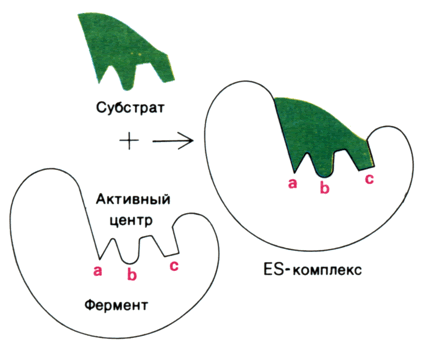 Субстрат
+
Активный
центр
a
b
c
Фермент
a
b
c
ES-комплекс